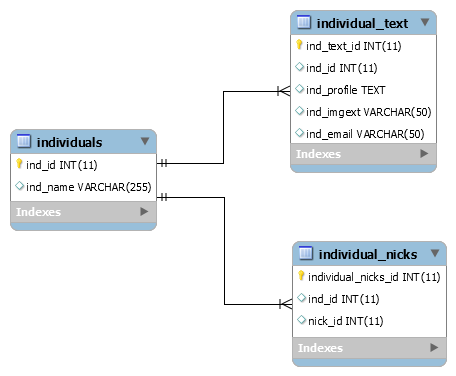 individual_text
ind_text_id INT(11)
ind_id INT(11)
ind_profile TEXT
ind_imgext VARCHAR(50)
ind_email VARCHAR(50)
Indexes
individuals
ind_id INT(11)
ind_name VARCHAR(255)
Indexes
individual_nicks
individual_nicks_id INT(11)
ind_id INT(11)
nick_id INT(11)
Indexes